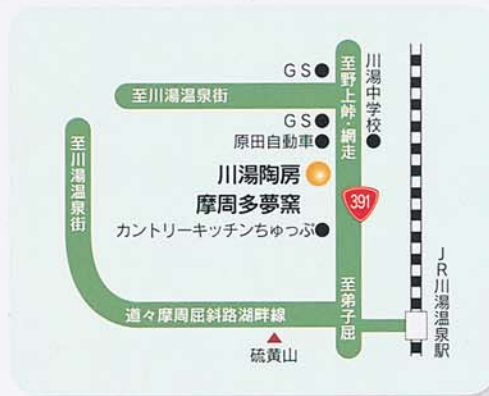 GS
至川湯温泉街
GS
原田自動車
川湯陶房
摩周多夢窯
カントリーキッチンちゅっぷ
至野上峠・網走
川湯中学校
391
至弟子屈
至川湯温泉街
道々摩周屈斜路湖畔線
硫黄山
JR川湯温泉駅